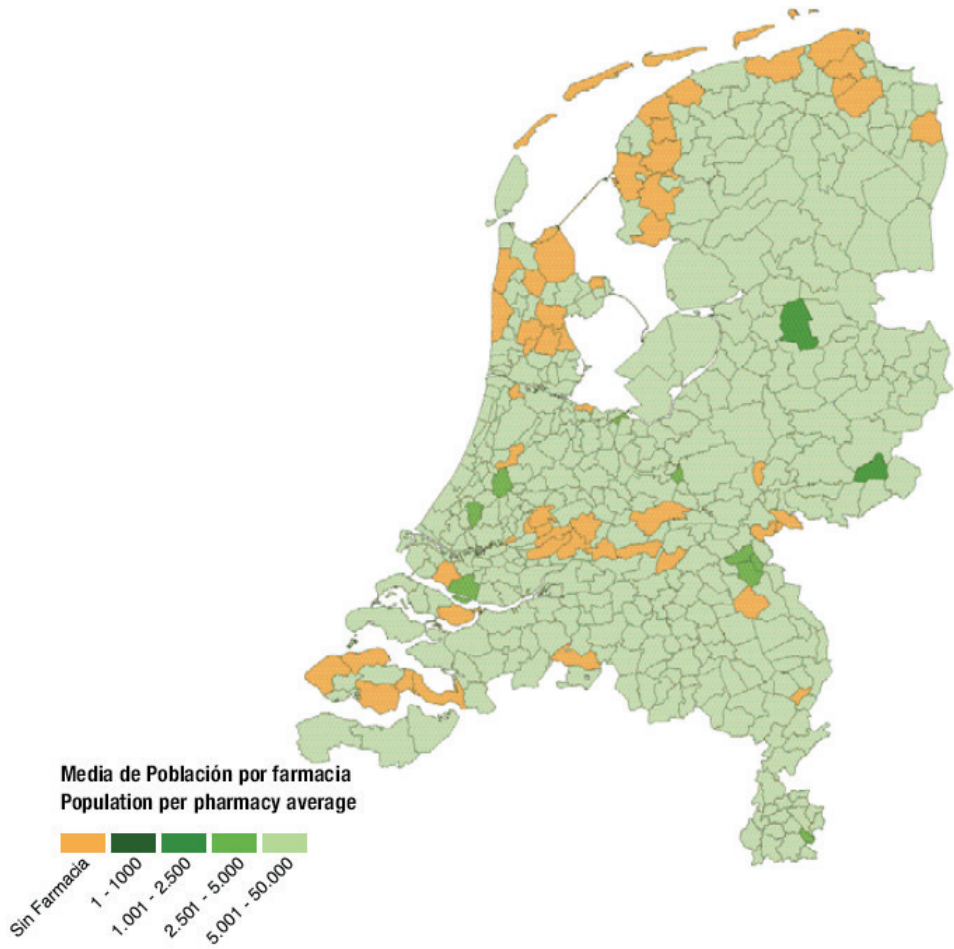 Media de Pobláción por farmacia
Population per pharmacy average
Sin Farmacia
1 - 1000
1.001 - 2.500
2.501 - 5.000
5.001 - 50.000